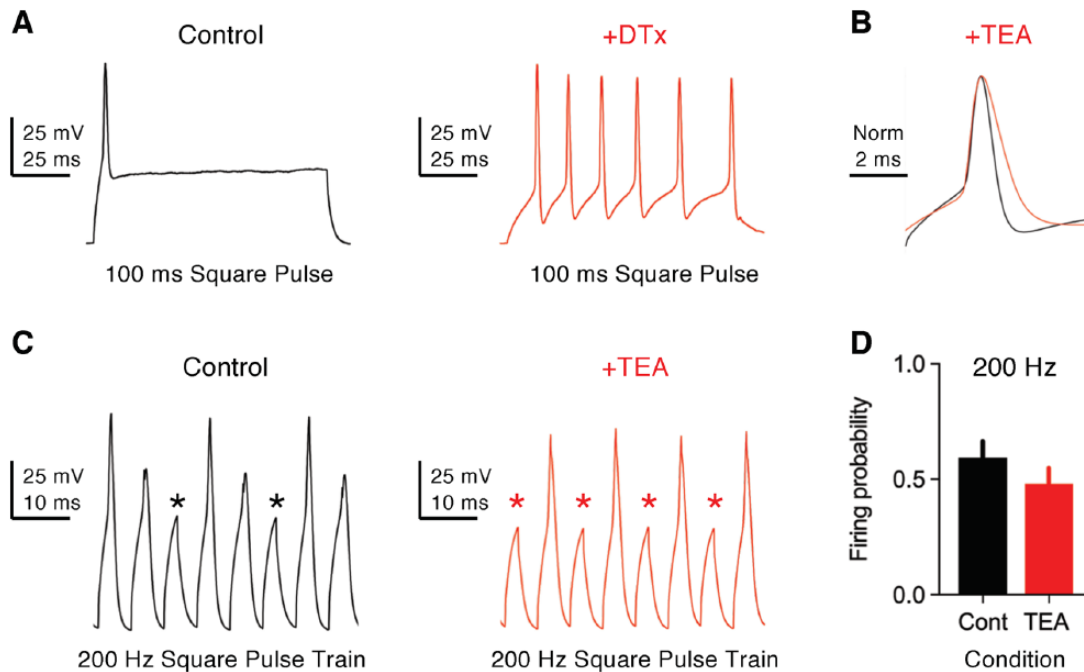 A
Control
+DTx
B
+TEA
25 mV
25 ms
25 mV
25 ms
Norm
2 ms
100 ms Square Pulse
100 ms Square Pulse
C
Control
+TEA
D
200 Hz
25 mV
10 ms
* *
25 mV
10 ms
* * * *
Firing probability
1.0
0.5
0.0
Cont TEA
Condition
200 Hz Square Pulse Train
200 Hz Square Pulse Train